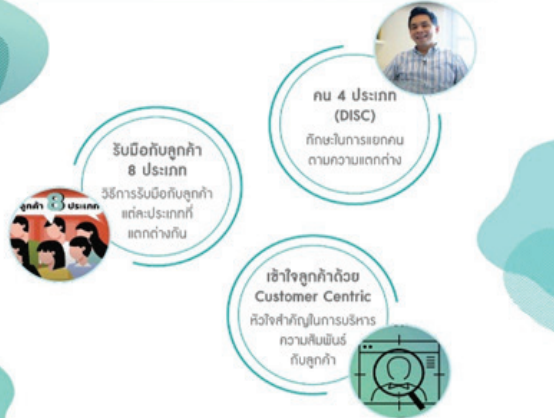 คน 4 ประเภท
(DISC)
ทักษะในการแยกคน
ตามความแตกต่าง
รับมือกับลูกค้า
8 ประเภท
วิธีการรับมือกับลูกค้า
แต่ละประเภทที่
แตกต่างกัน
ลูกค้า 8 ประเภท
เข้าใจลูกค้าด้วย
Customer Centric
หัวใจสำคัญในการบริหาร
ความสัมพันธ์
กับลูกค้า